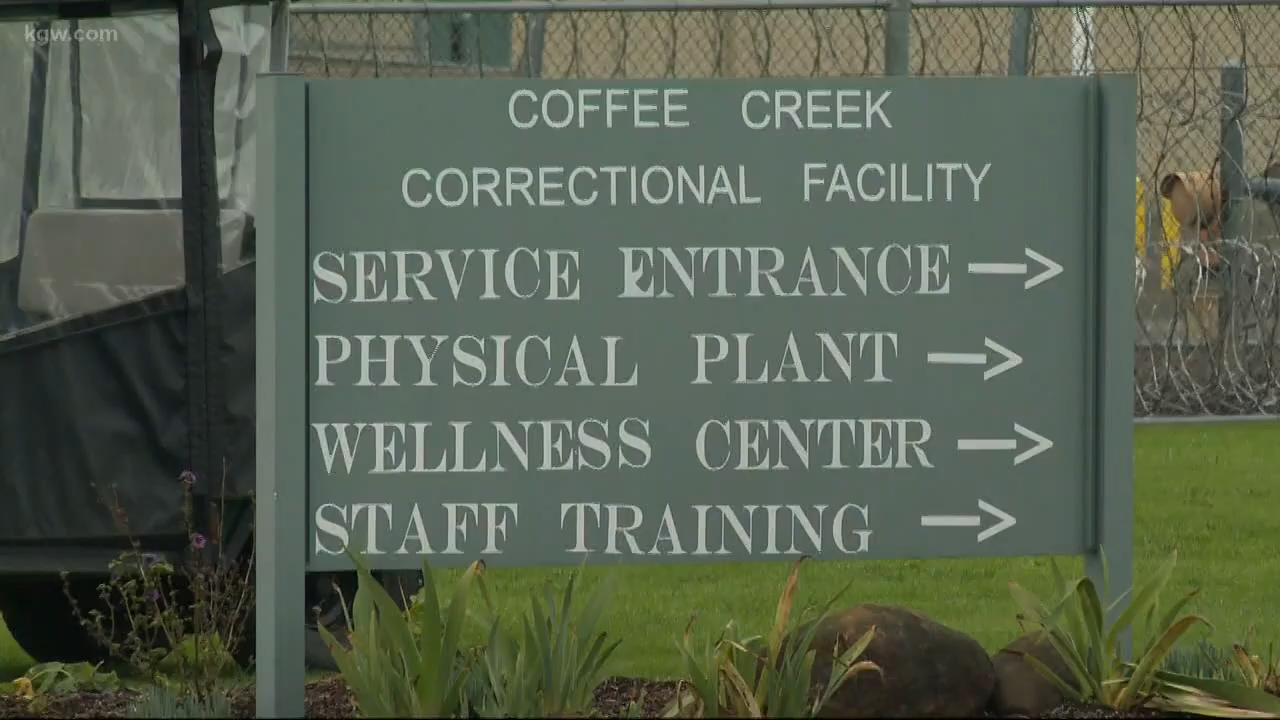 kgw.com
COFFEE CREEK
CORRECTIONAL FACILITY
SERVICE ENTRANCE →
PHYSICAL PLANT →
WELLNESS CENTER →
STAFF TRAINING →